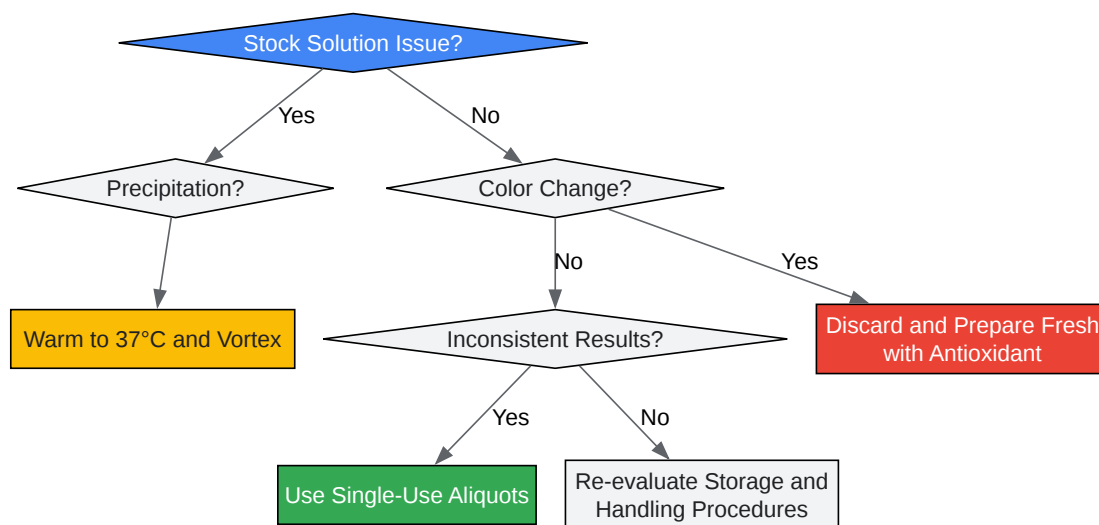 Stock Solution Issue?
Yes
No
Precipitation?
Color Change?
No
Yes
Warm to 37°C and Vortex
Inconsistent Results?
Discard and Prepare Fresh
with Antioxidant
Yes
No
Use Single-Use Aliquots
Re-evaluate Storage and
Handling Procedures